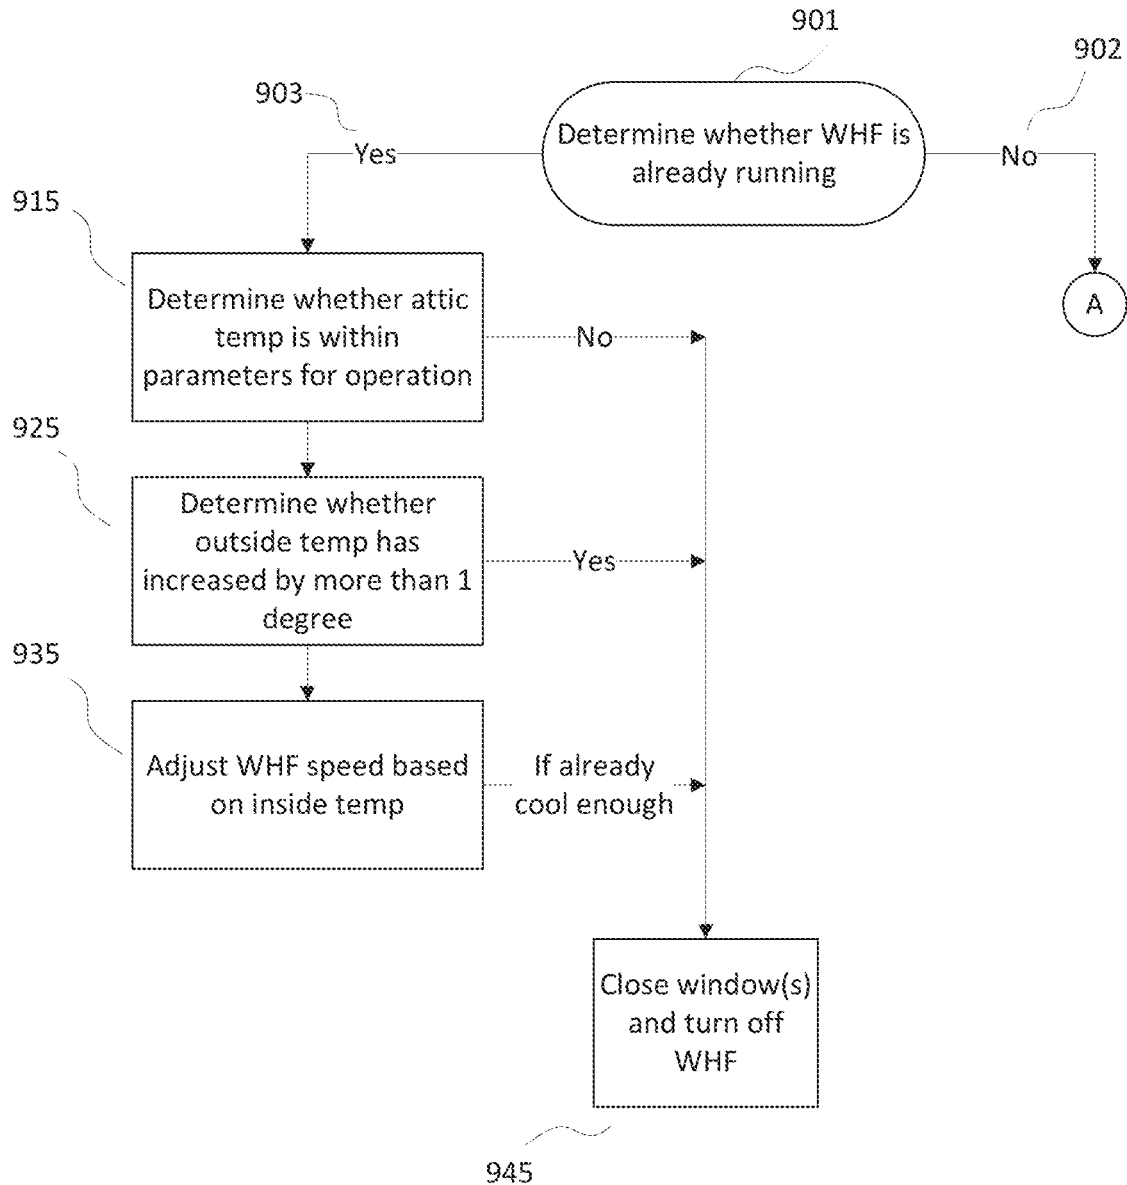 901
902
903
Determine whether WHF is
already running
Yes
No
915
A
Determine whether attic
temp is within
parameters for operation
No
925
Determine whether
outside temp has
increased by more than 1
degree
Yes
935
Adjust WHF speed based
on inside temp
If already
cool enough
Close window(s)
and turn off
WHF
945